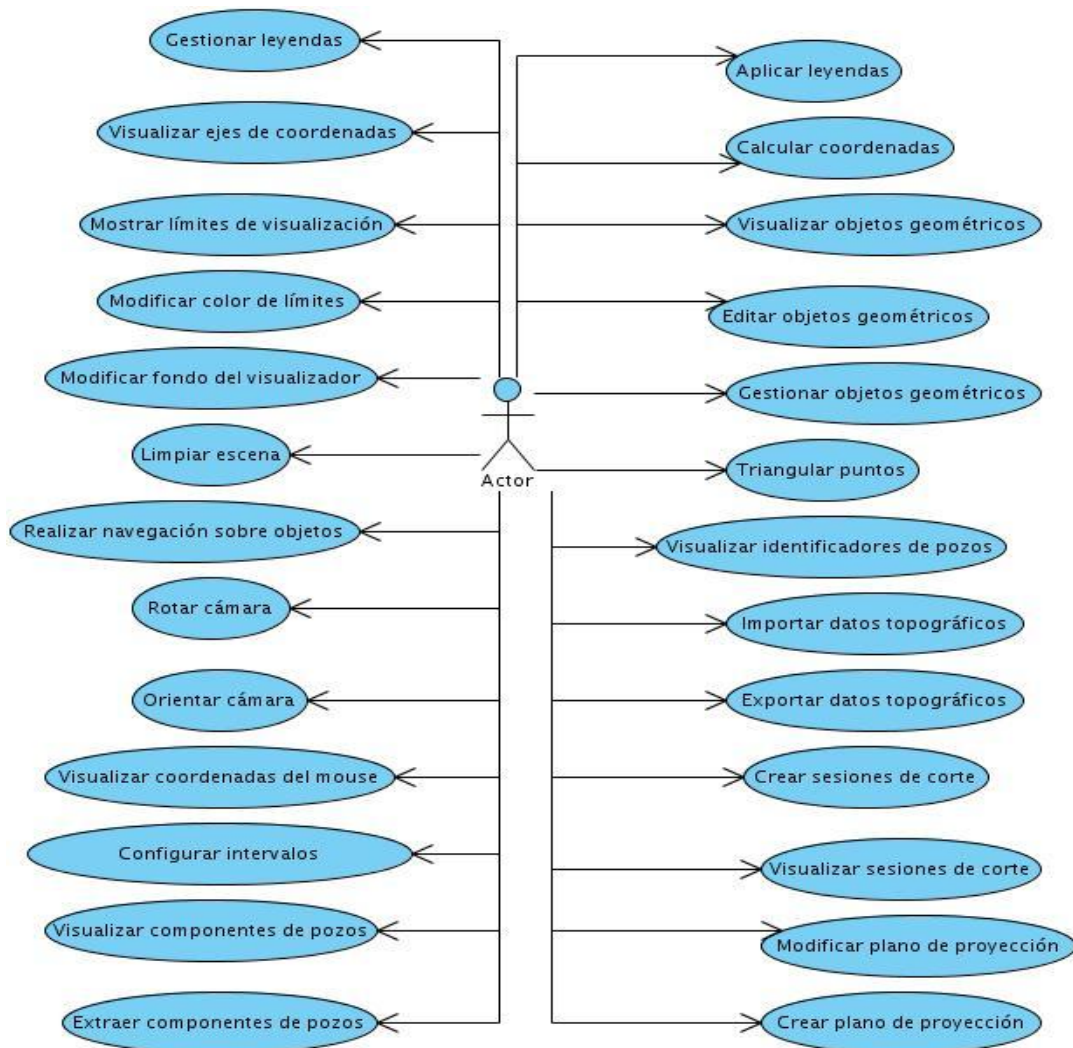 Gestionar leyendas
Visualizar ejes de coordenadas
Mostrar límites de visualización
Modificar color de límites
Modificar fondo del visualizador
Limpiar escena
Realizar navegación sobre objetos
Rotar cámara
Orientar cámara
Visualizar coordenadas del mouse
Configurar intervalos
Visualizar componentes de pozos
Extraer componentes de pozos
Actor
Aplicar leyendas
Calcular coordenadas
Visualizar objetos geométricos
Editar objetos geométricos
Gestionar objetos geométricos
Triangular puntos
Visualizar identificadores de pozos
Importar datos topográficos
Exportar datos topográficos
Crear sesiones de corte
Visualizar sesiones de corte
Modificar plano de proyección
Crear plano de proyección